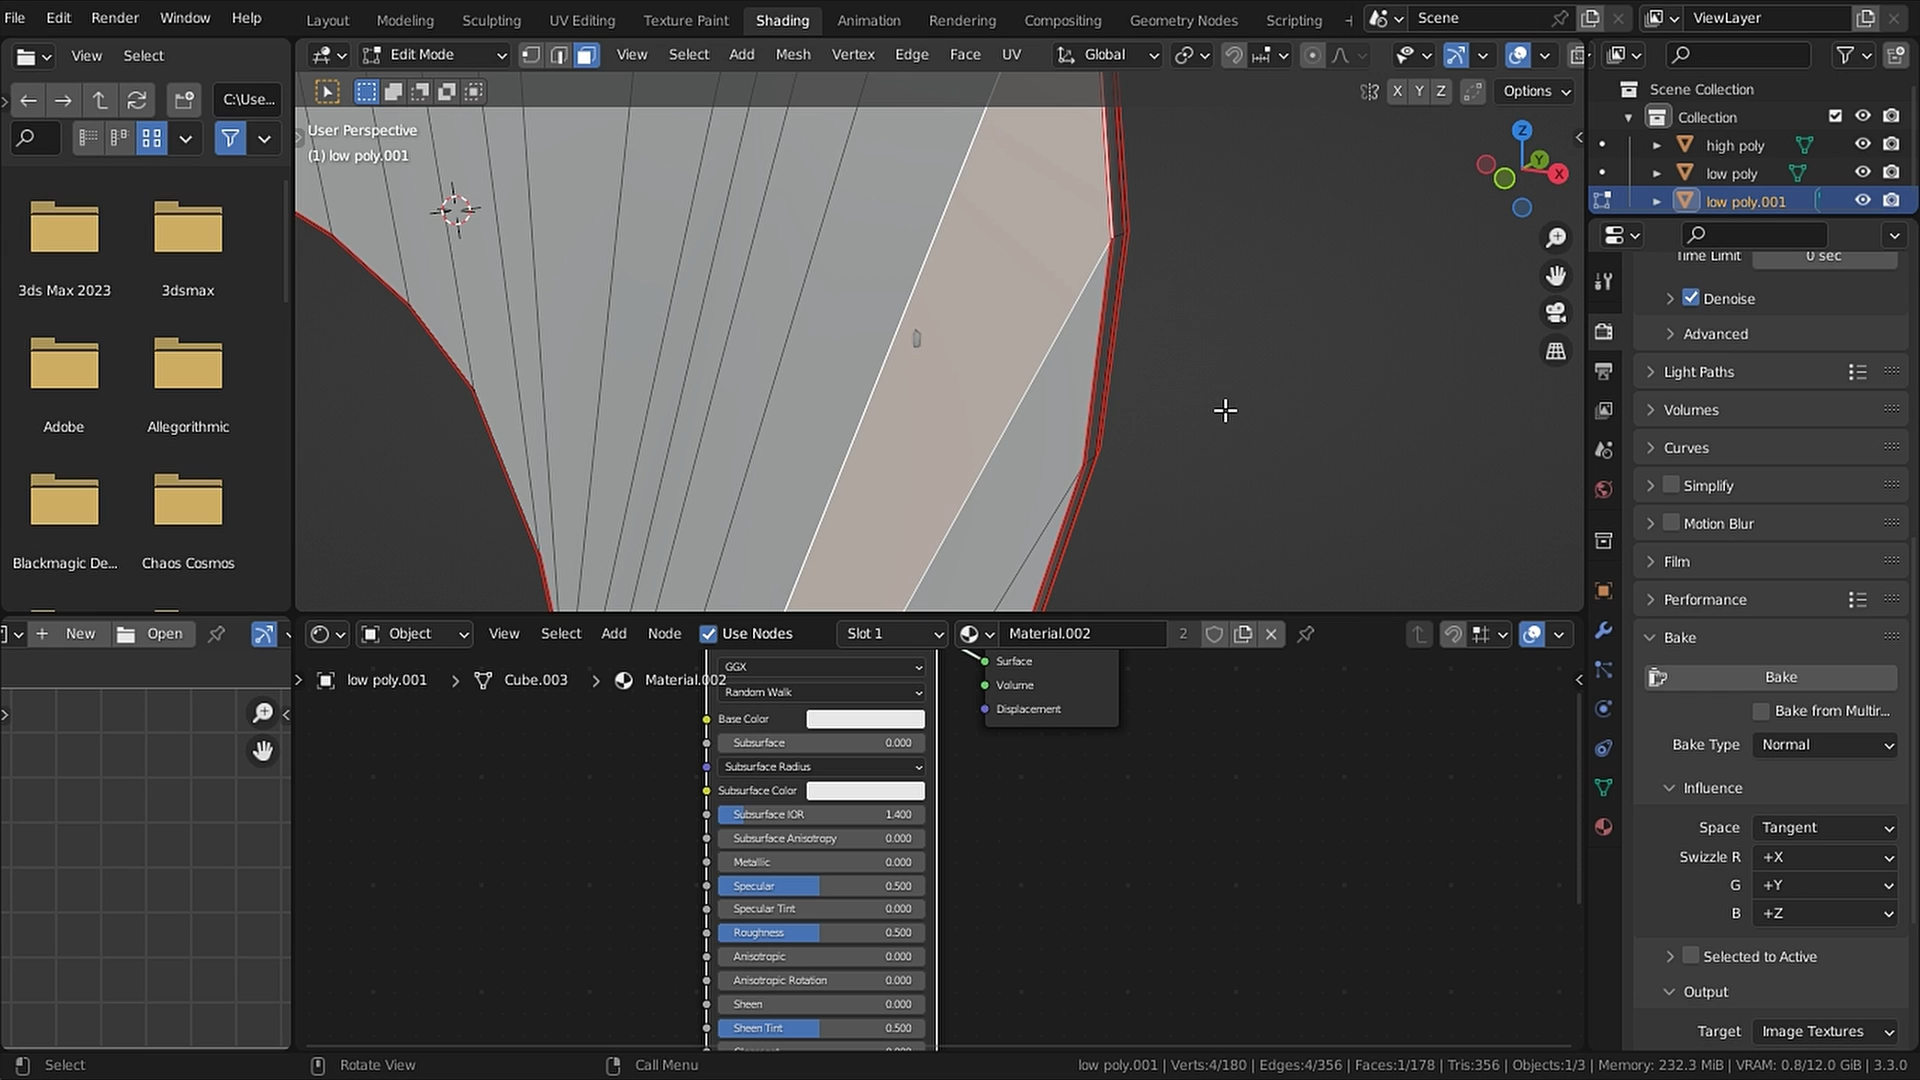 File Edit Render Window Help Layout Modeling Sculpting UV Editing Texture Paint Shading Animation Rendering Compositing Geometry Nodes Scripting Scene ViewLayer
View Select Edit Mode View Select Add Mesh Vertex Edge Face UV Global
C:\Use...
X Y Z Options
User Perspective
(1) low poly.001
Z
Y
X
3ds Max 2023 3dsmax
Adobe Allegorithmic
Blackmagic De... Chaos Cosmos
Scene Collection
Collection
high poly
low poly
low poly.001
Time Limit 0 sec
Denoise
Advanced
Light Paths
Volumes
Curves
Simplify
Motion Blur
Film
Performance
Bake
Bake
Bake from Multir...
Bake Type Normal
Influence
Space Tangent
Swizzle R +X
G +Y
B +Z
Selected to Active
Output
Target Image Textures
New Open
Object View Select Add Node Use Nodes Slot 1 Material.002 2
low poly.001 Cube.003 Material.002
GGX
Random Walk
Base Color
Subsurface 0.000
Subsurface Radius
Subsurface Color
Subsurface IOR 1.400
Subsurface Anisotropy 0.000
Metallic 0.000
Specular 0.500
Specular Tint 0.000
Roughness 0.500
Anisotropic 0.000
Anisotropic Rotation 0.000
Sheen 0.000
Sheen Tint 0.500
Surface
Volume
Displacement
Select Rotate View Call Menu low poly.001 | Verts:4/180 | Edges:4/356 | Faces:1/178 | Tris:356 | Objects:1/3 | Memory: 232.3 MiB | VRAM: 0.8/12.0 GiB | 3.3.0